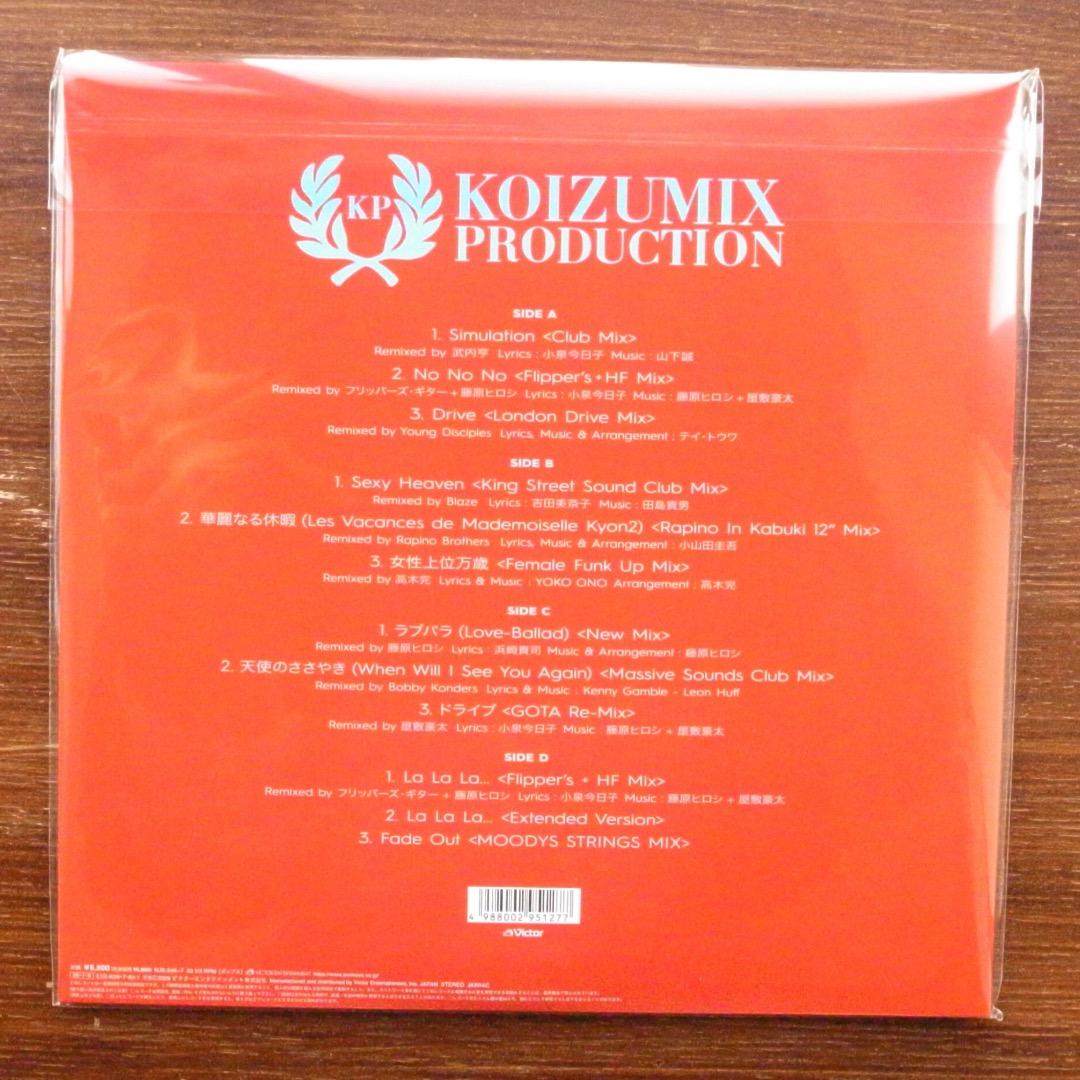 KP
KOIZUMIX
PRODUCTION
SIDE A
1. Simulation <Club Mix>
Remixed by 武内亨 Lyrics : 小泉今日子 Music : 山下誠
2. No No No <Flipper's+HF Mix>
Remixed by フリッパーズ・ギター + 藤原ヒロシ Lyrics : 小泉今日子 Music : 藤原ヒロシ + 屋敷豪太
3. Drive <London Drive Mix>
Remixed by Young Disciples Lyrics, Music & Arrangement : テイ・トウワ
SIDE B
1. Sexy Heaven <King Street Sound Club Mix>
Remixed by Blaze Lyrics : 吉田美奈子 Music : 田島貴男
2. 華麗なる休暇 (Les Vacances de Mademoiselle Kyon2) <Rapino In Kabuki 12” Mix>
Remixed by Rapino Brothers Lyrics, Music & Arrangement : 小山田圭吾
3. 女性上位万歳 <Female Funk Up Mix>
Remixed by 高木完 Lyrics & Music : YOKO ONO Arrangement : 高木完
SIDE C
1. ラブバラ (Love-Ballad) <New Mix>
Remixed by 藤原ヒロシ Lyrics : 浜崎貴司 Music & Arrangement : 藤原ヒロシ
2. 天使のささやき (When Will I See You Again) <Massive Sounds Club Mix>
Remixed by Bobby Konders Lyrics & Music : Kenny Gamble - Leon Huff
3. ドライブ <GOTA Re-Mix>
Remixed by 屋敷豪太 Lyrics : 小泉今日子 Music : 藤原ヒロシ + 屋敷豪太
SIDE D
1. La La La... <Flipper's + HF Mix>
Remixed by フリッパーズ・ギター + 藤原ヒロシ Lyrics : 小泉今日子 Music : 藤原ヒロシ + 屋敷豪太
2. La La La... <Extended Version>
3. Fade Out <MOODYS STRINGS MIX>
4 988002 951277
Victor
Manufactured and distributed by Victor Entertainment, Inc. JAPAN STEREO